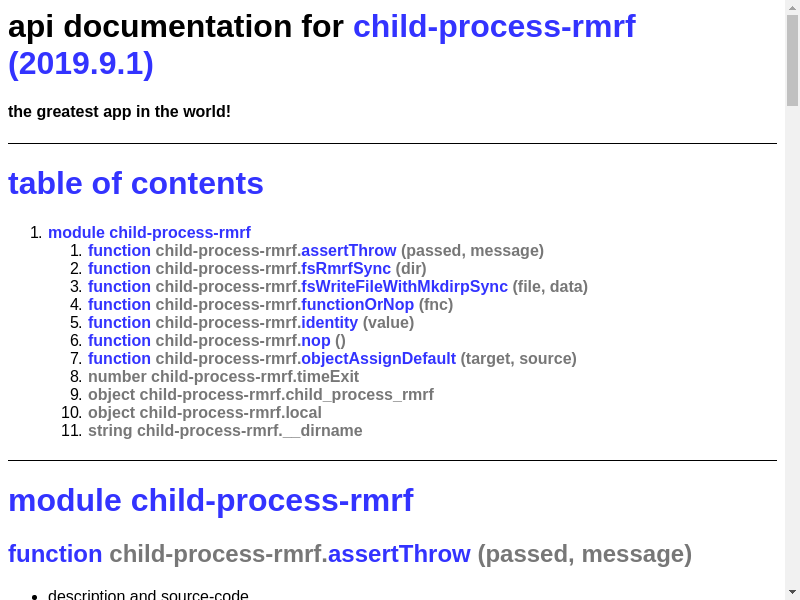 api documentation for child-process-rmrf
(2019.9.1)
the greatest app in the world!
table of contents
1. module child-process-rmrf
1. function child-process-rmrf.assertThrow (passed, message)
2. function child-process-rmrf.fsRmrfSync (dir)
3. function child-process-rmrf.fsWriteFileWithMkdirpSync (file, data)
4. function child-process-rmrf.functionOrNop (fnc)
5. function child-process-rmrf.identity (value)
6. function child-process-rmrf.nop ()
7. function child-process-rmrf.objectAssignDefault (target, source)
8. number child-process-rmrf.timeExit
9. object child-process-rmrf.child_process_rmrf
10. object child-process-rmrf.local
11. string child-process-rmrf.__dirname
module child-process-rmrf
function child-process-rmrf.assertThrow (passed, message)
• description and source-code